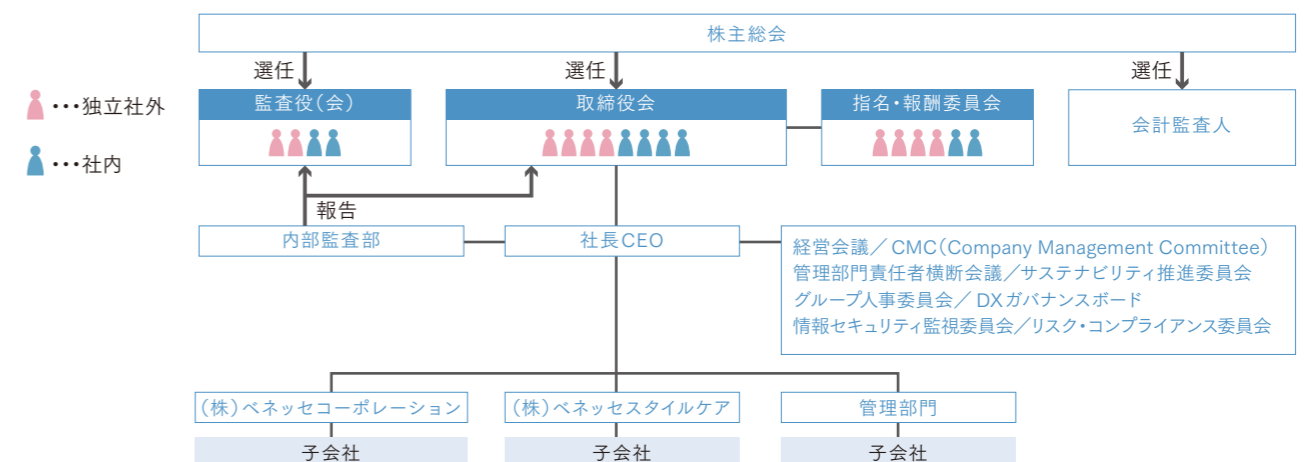 株主総会
選任
選任
選任
･･･独立社外
･･･社内
監査役(会)
取締役会
指名・報酬委員会
会計監査人
報告
内部監査部
社長CEO
経営会議／CMC(Company Management Committee)
管理部門責任者横断会議／サステナビリティ推進委員会
グループ人事委員会／DXガバナンスボード
情報セキュリティ監視委員会／リスク・コンプライアンス委員会
(株)ベネッセコーポレーション
(株)ベネッセスタイルケア
管理部門
子会社
子会社
子会社